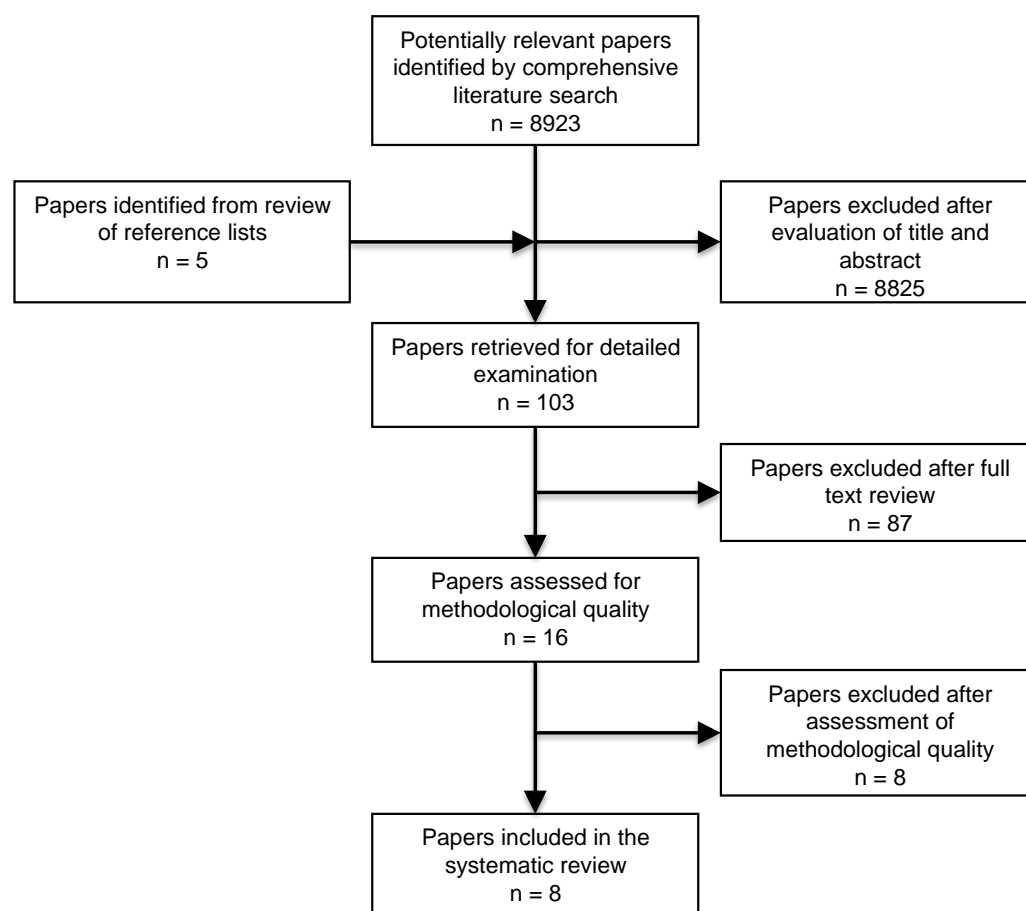 Potentially relevant papers
identified by comprehensive
literature search
n = 8923
Papers identified from review
of reference lists
n = 5
Papers excluded after
evaluation of title and
abstract
n = 8825
Papers retrieved for detailed
examination
n = 103
Papers excluded after full
text review
n = 87
Papers assessed for
methodological quality
n = 16
Papers excluded after
assessment of
methodological quality
n = 8
Papers included in the
systematic review
n = 8